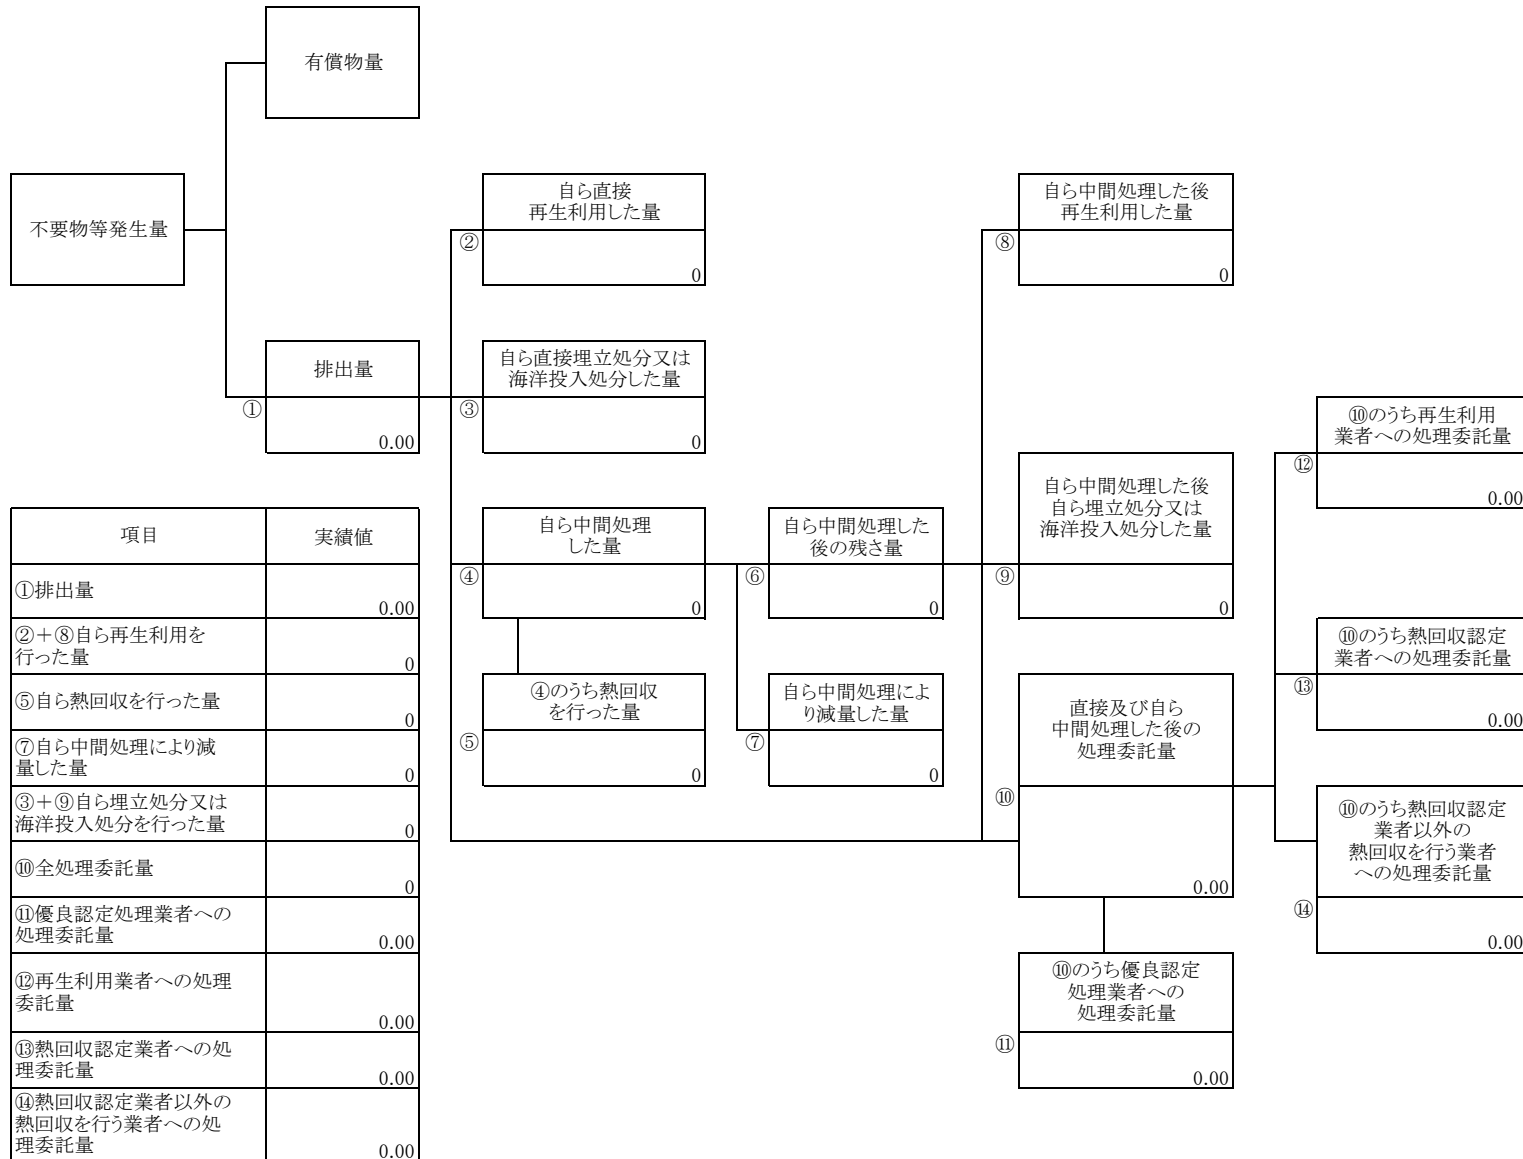 有償物量
不要物等発生量
自ら直接
再生利用した量
②
0
自ら中間処理した後
再生利用した量
⑧
0
排出量
①
0.00
自ら直接埋立処分又は
海洋投入処分した量
③
0
⑩のうち再生利用
業者への処理委託量
⑫
0.00
自ら中間処理
した量
④
0
自ら中間処理した
後の残さ量
⑥
0
自ら中間処理した後
自ら埋立処分又は
海洋投入処分した量
⑨
0
⑩のうち熱回収認定
業者への処理委託量
⑬
0.00
④のうち熱回収
を行った量
⑤
0
自ら中間処理によ
り減量した量
⑦
0
直接及び自ら
中間処理した後の
処理委託量
⑩
0.00
⑩のうち熱回収認定
業者以外の
熱回収を行う業者
への処理委託量
⑭
0.00
⑩のうち優良認定
処理業者への
処理委託量
⑪
0.00
項目 実績値
①排出量
0.00
②＋⑧自ら再生利用を
行った量
0
⑤自ら熱回収を行った量
0
⑦自ら中間処理により減
量した量
0
③＋⑨自ら埋立処分又は
海洋投入処分を行った量
0
⑩全処理委託量
0
⑪優良認定処理業者への
処理委託量
0.00
⑫再生利用業者への処理
委託量
0.00
⑬熱回収認定業者への処
理委託量
0.00
⑭熱回収認定業者以外の
熱回収を行う業者への処
理委託量
0.00